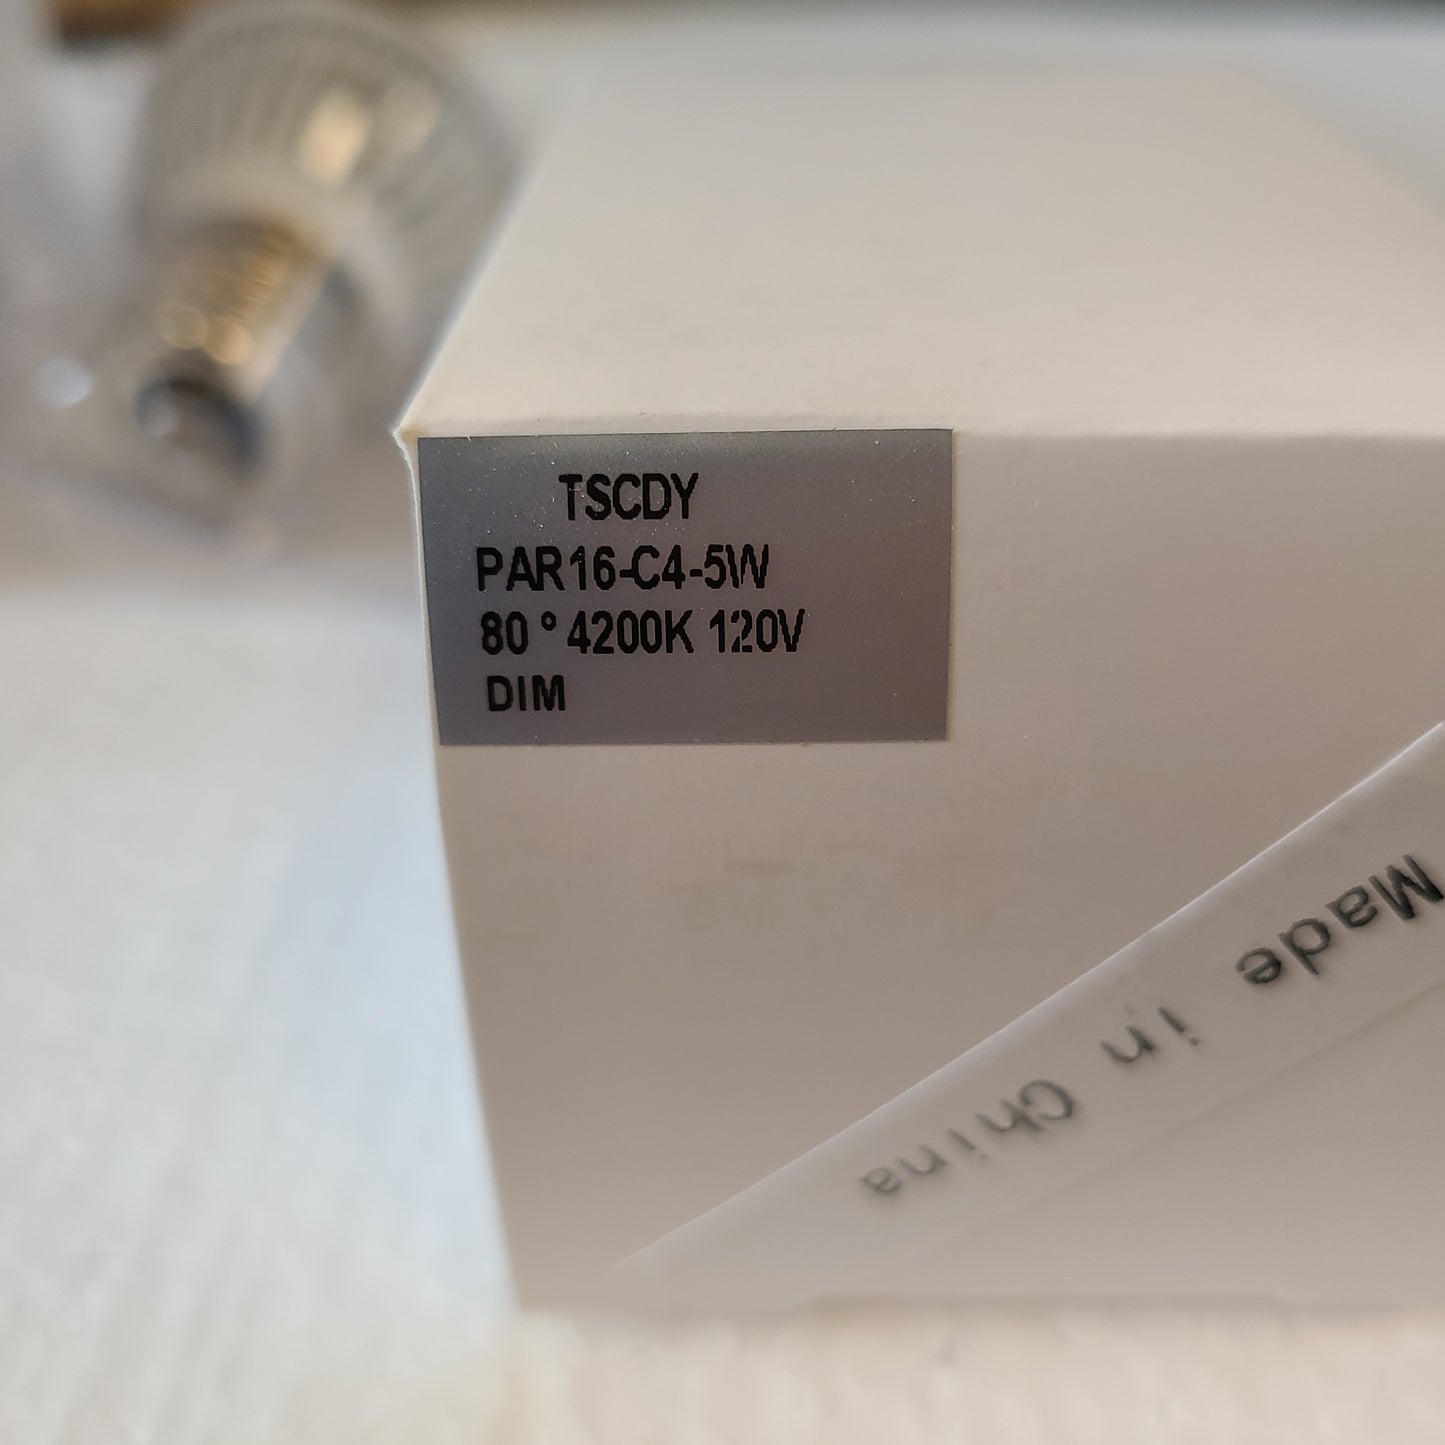 TSCDY
PAR16-C4-5W
80 ° 4200K 120V
DIM
Made in China